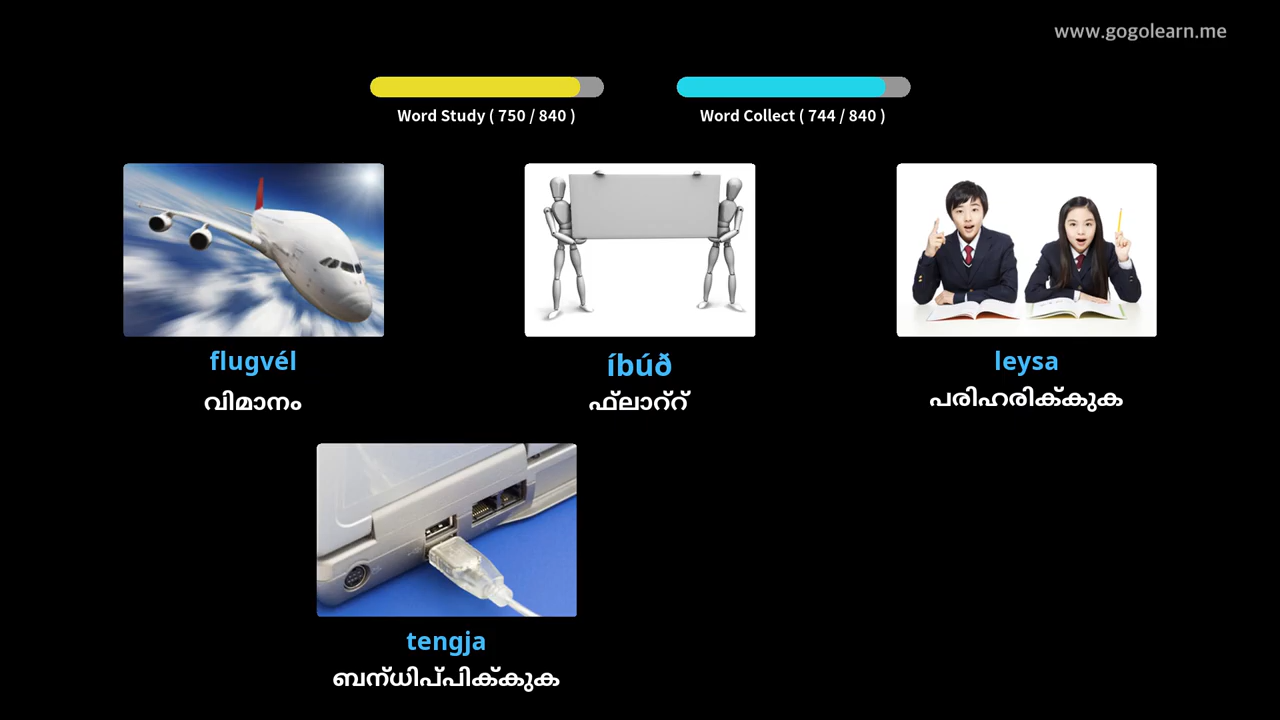 www.gogolearn.me
Word Study ( 750 / 840 )
Word Collect ( 744 / 840 )
flugvél
വിമാനം
íbúð
ഫ്ലാറ്റ്
leysa
പരിഹരിക്കുക
tengja
ബന്ധിപ്പിക്കുക